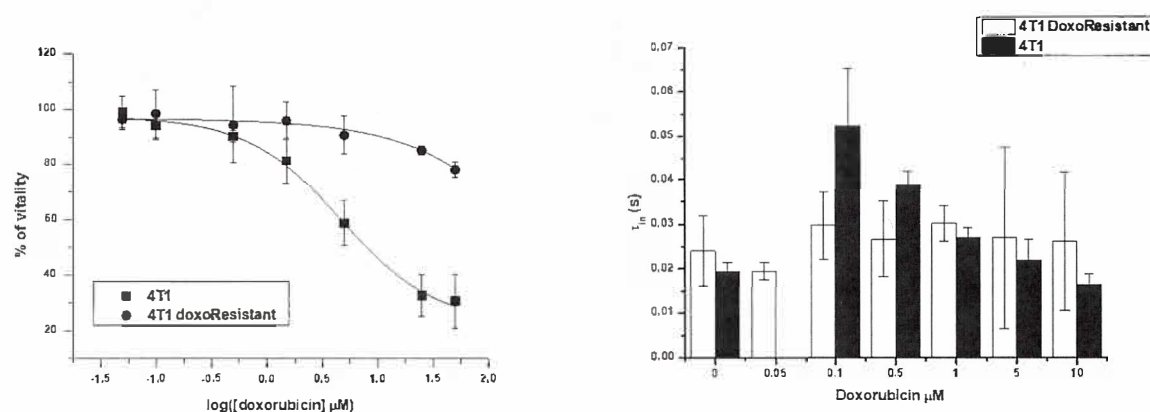 120
100
80
60
40
20
% of vitality
4T1
4T1 doxoResistant
-1.5 -1.0 -0.5 0.0 0.5 1.0 1.5 2.0
log([doxorubicin] μM)
4T1 DoxoResistant
4T1
0,07
0,06
0.05
0.04
0.03
0.02
0.01
0.00
τin (s)
0 0.05 0.1 0.5 1 5 10
Doxorubicin μM